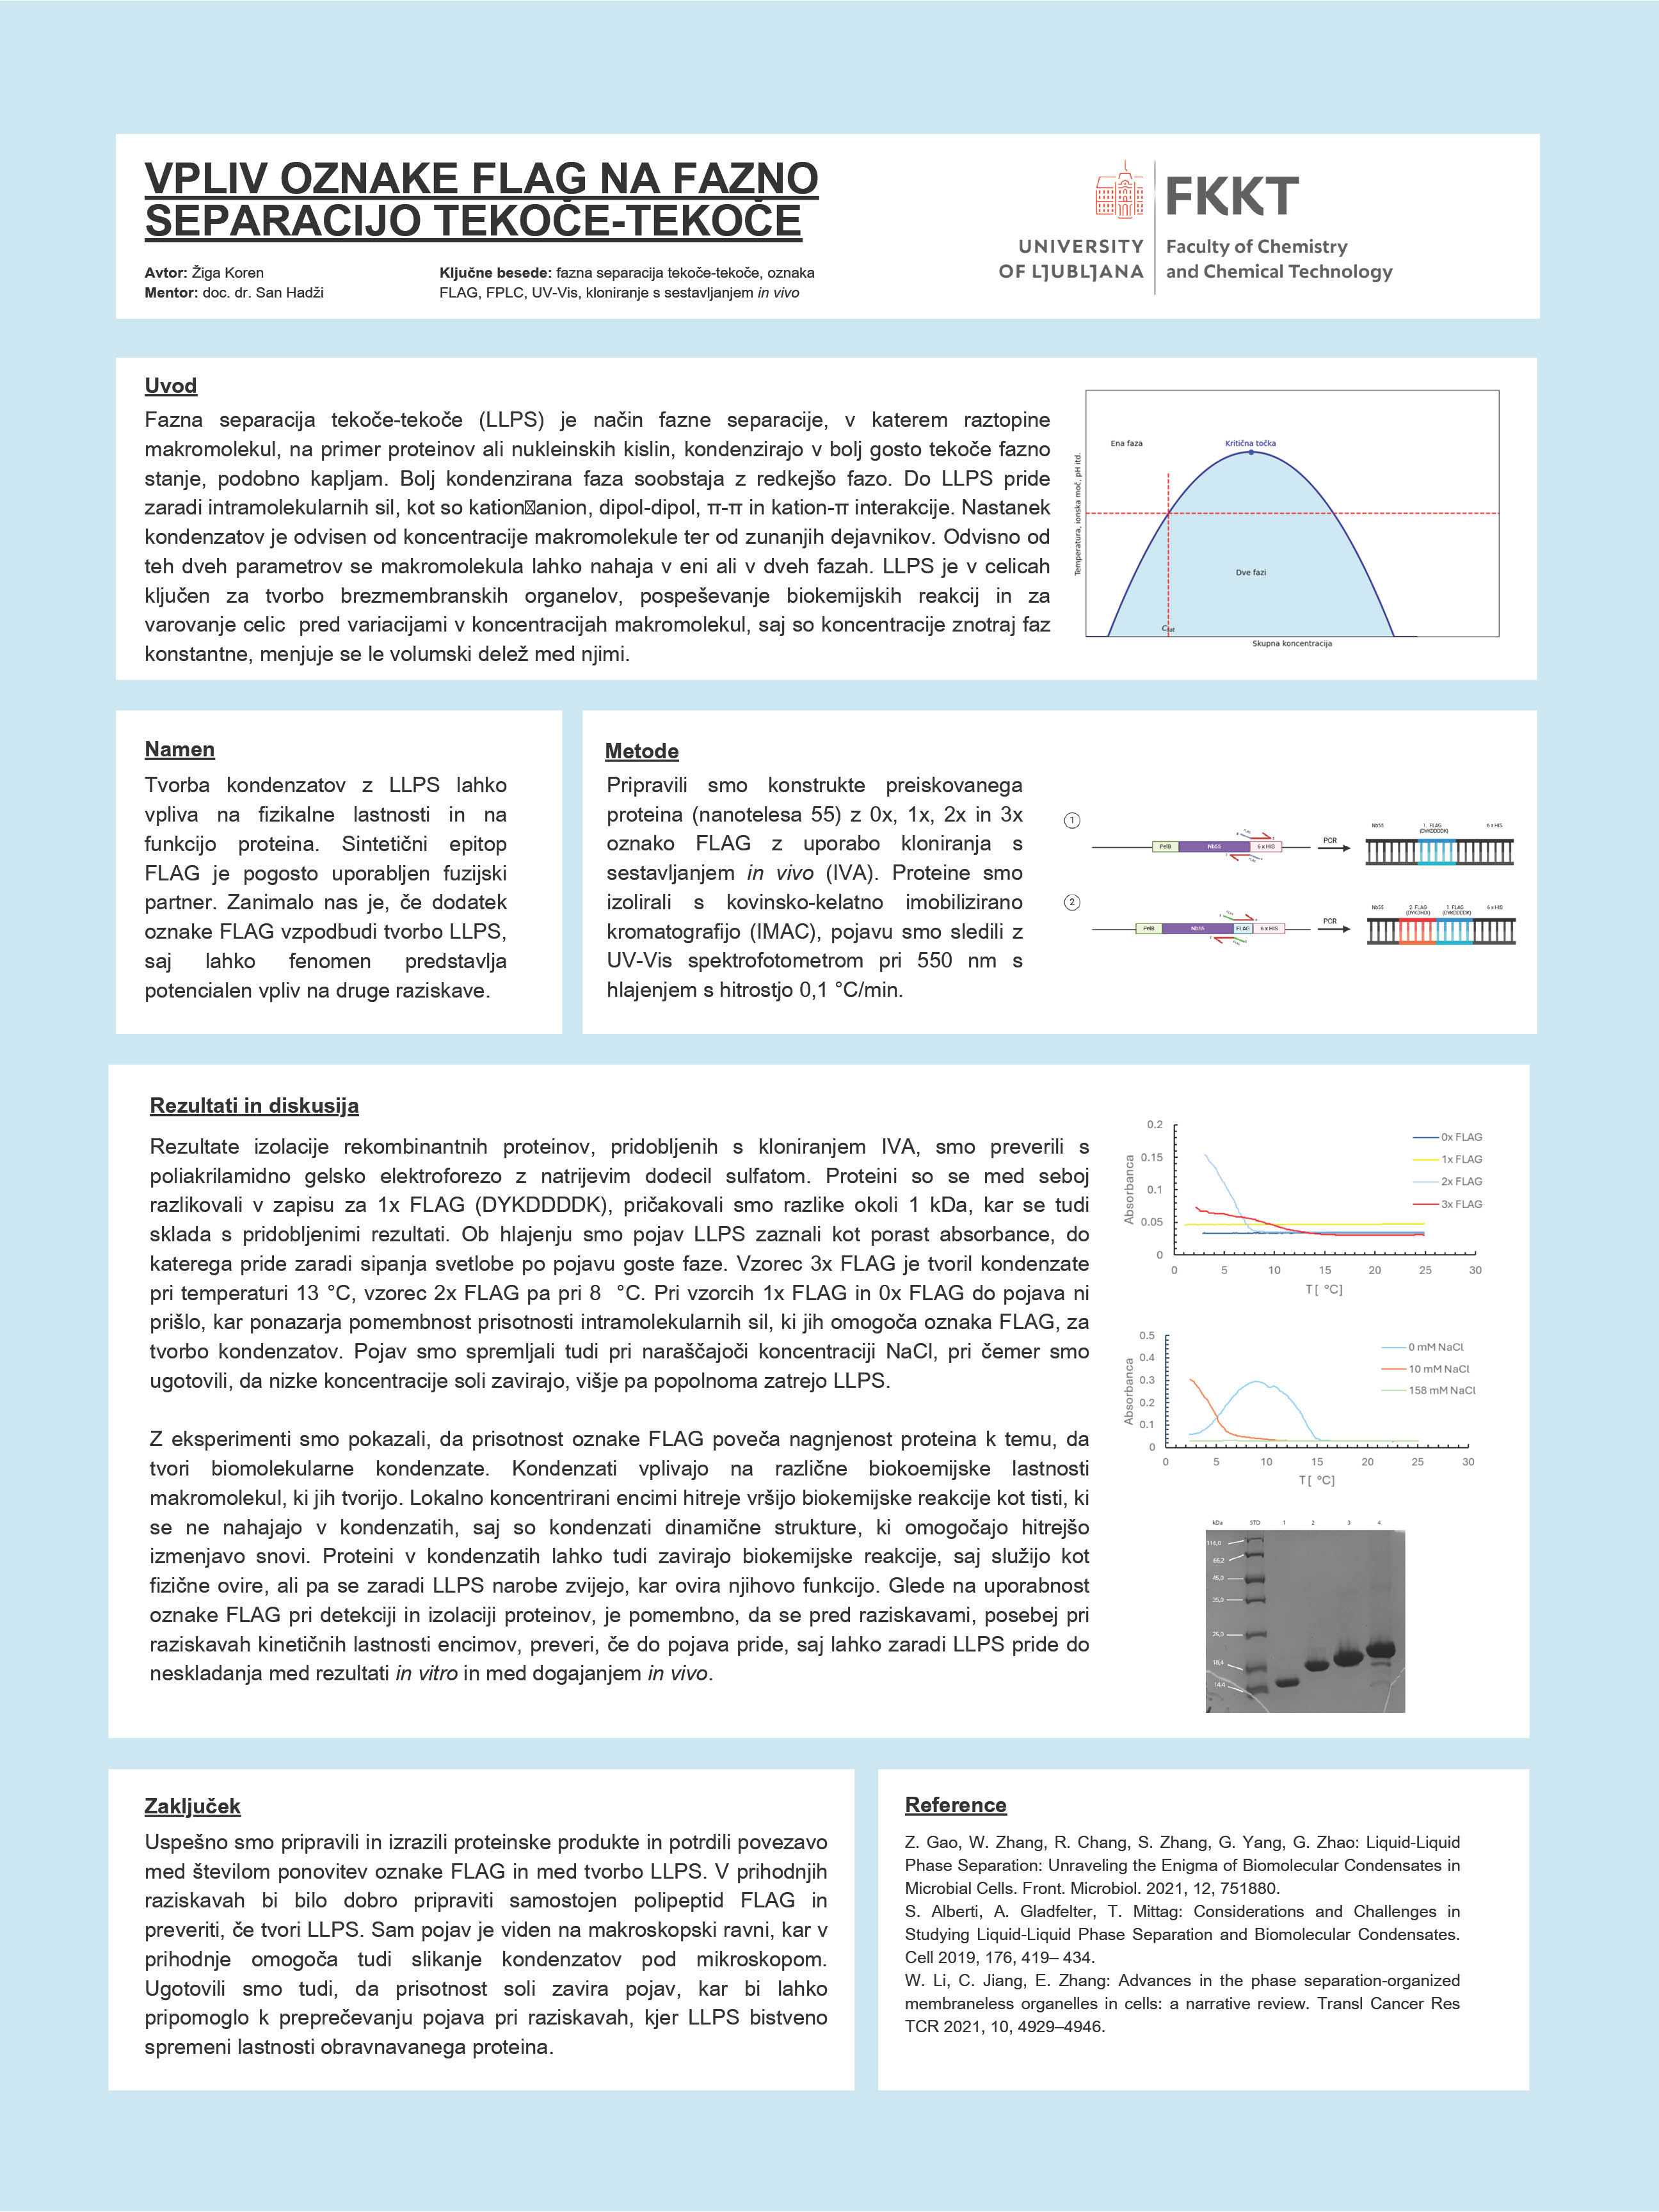 VPLIV OZNAKE FLAG NA FAZNO
SEPARACIJO TEKOČE-TEKOČE
Avtor: Žiga Koren
Mentor: doc. dr. San Hadži
Ključne besede: fazna separacija tekoče-tekoče, oznaka
FLAG, FPLC, UV-Vis, kloniranje s sestavljanjem in vivo
UNIVERSITY
OF LJUBLJANA
FKKT
Faculty of Chemistry
and Chemical Technology
Uvod
Fazna separacija tekoče-tekoče (LLPS) je način fazne separacije, v katerem raztopine
makromolekul, na primer proteinov ali nukleinskih kislin, kondenzirajo v bolj gosto tekoče fazno
stanje, podobno kapljam. Bolj kondenzirana faza soobstaja z redkejšo fazo. Do LLPS pride
zaradi intramolekularnih sil, kot so kation�anion, dipol-dipol, π-π in kation-π interakcije. Nastanek
kondenzatov je odvisen od koncentracije makromolekule ter od zunanjih dejavnikov. Odvisno od
teh dveh parametrov se makromolekula lahko nahaja v eni ali v dveh fazah. LLPS je v celicah
ključen za tvorbo brezmembranskih organelov, pospeševanje biokemijskih reakcij in za
varovanje celic pred variacijami v koncentracijah makromolekul, saj so koncentracije znotraj faz
konstantne, menjuje se le volumski delež med njimi.
Temperatura, ionska moč, pH itd.
Ena faza
Kritična točka
Dve fazi
Csat
Skupna koncentracija
Namen
Tvorba kondenzatov z LLPS lahko
vpliva na fizikalne lastnosti in na
funkcijo proteina. Sintetični epitop
FLAG je pogosto uporabljen fuzijski
partner. Zanimalo nas je, če dodatek
oznake FLAG vzpodbudi tvorbo LLPS,
saj lahko fenomen predstavlja
potencialen vpliv na druge raziskave.
Metode
Pripravili smo konstrukte preiskovanega
proteina (nanotelesa 55) z 0x, 1x, 2x in 3x
oznako FLAG z uporabo kloniranja s
sestavljanjem in vivo (IVA). Proteine smo
izolirali s kovinsko-kelatno imobilizirano
kromatografijo (IMAC), pojavu smo sledili z
UV-Vis spektrofotometrom pri 550 nm s
hlajenjem s hitrostjo 0,1 °C/min.
1
PelB Nb55 6 x HIS
PCR
Nb55 1. FLAG 6 x HIS
(DYKDDDDK)
2
PelB Nb55 FLAG 6 x HIS
PCR
Nb55 2. FLAG 1. FLAG 6 x HIS
(DYKDDDDK)
Rezultati in diskusija
Rezultate izolacije rekombinantnih proteinov, pridobljenih s kloniranjem IVA, smo preverili s
poliakrilamidno gelsko elektroforezo z natrijevim dodecil sulfatom. Proteini so se med seboj
razlikovali v zapisu za 1x FLAG (DYKDDDDK), pričakovali smo razlike okoli 1 kDa, kar se tudi
sklada s pridobljenimi rezultati. Ob hlajenju smo pojav LLPS zaznali kot porast absorbance, do
katerega pride zaradi sipanja svetlobe po pojavu goste faze. Vzorec 3x FLAG je tvoril kondenzate
pri temperaturi 13 °C, vzorec 2x FLAG pa pri 8 °C. Pri vzorcih 1x FLAG in 0x FLAG do pojava ni
prišlo, kar ponazarja pomembnost prisotnosti intramolekularnih sil, ki jih omogoča oznaka FLAG, za
tvorbo kondenzatov. Pojav smo spremljali tudi pri naraščajoči koncentraciji NaCl, pri čemer smo
ugotovili, da nizke koncentracije soli zavirajo, višje pa popolnoma zatrejo LLPS.
Z eksperimenti smo pokazali, da prisotnost oznake FLAG poveča nagnjenost proteina k temu, da
tvori biomolekularne kondenzate. Kondenzati vplivajo na različne biokoemijske lastnosti
makromolekul, ki jih tvorijo. Lokalno koncentrirani encimi hitreje vršijo biokemijske reakcije kot tisti, ki
se ne nahajajo v kondenzatih, saj so kondenzati dinamične strukture, ki omogočajo hitrejšo
izmenjavo snovi. Proteini v kondenzatih lahko tudi zavirajo biokemijske reakcije, saj služijo kot
fizične ovire, ali pa se zaradi LLPS narobe zvijejo, kar ovira njihovo funkcijo. Glede na uporabnost
oznake FLAG pri detekciji in izolaciji proteinov, je pomembno, da se pred raziskavami, posebej pri
raziskavah kinetičnih lastnosti encimov, preveri, če do pojava pride, saj lahko zaradi LLPS pride do
neskladanja med rezultati in vitro in med dogajanjem in vivo.
Absorbanca
0.2
0.15
0.1
0.05
0
0 5 10 15 20 25 30
T [ °C]
0x FLAG
1x FLAG
2x FLAG
3x FLAG
Absorbanca
0.5
0.4
0.3
0.2
0.1
0
0 5 10 15 20 25 30
T [ °C]
0 mM NaCl
10 mM NaCl
158 mM NaCl
kDa STD 1 2 3 4
116,0
66,2
45,0
35,0
25,0
18,4
14,4
Zaključek
Uspešno smo pripravili in izrazili proteinske produkte in potrdili povezavo
med številom ponovitev oznake FLAG in med tvorbo LLPS. V prihodnjih
raziskavah bi bilo dobro pripraviti samostojen polipeptid FLAG in
preveriti, če tvori LLPS. Sam pojav je viden na makroskopski ravni, kar v
prihodnje omogoča tudi slikanje kondenzatov pod mikroskopom.
Ugotovili smo tudi, da prisotnost soli zavira pojav, kar bi lahko
pripomoglo k preprečevanju pojava pri raziskavah, kjer LLPS bistveno
spremeni lastnosti obravnavanega proteina.
Reference
Z. Gao, W. Zhang, R. Chang, S. Zhang, G. Yang, G. Zhao: Liquid-Liquid
Phase Separation: Unraveling the Enigma of Biomolecular Condensates in
Microbial Cells. Front. Microbiol. 2021, 12, 751880.
S. Alberti, A. Gladfelter, T. Mittag: Considerations and Challenges in
Studying Liquid-Liquid Phase Separation and Biomolecular Condensates.
Cell 2019, 176, 419– 434.
W. Li, C. Jiang, E. Zhang: Advances in the phase separation-organized
membraneless organelles in cells: a narrative review. Transl Cancer Res
TCR 2021, 10, 4929–4946.